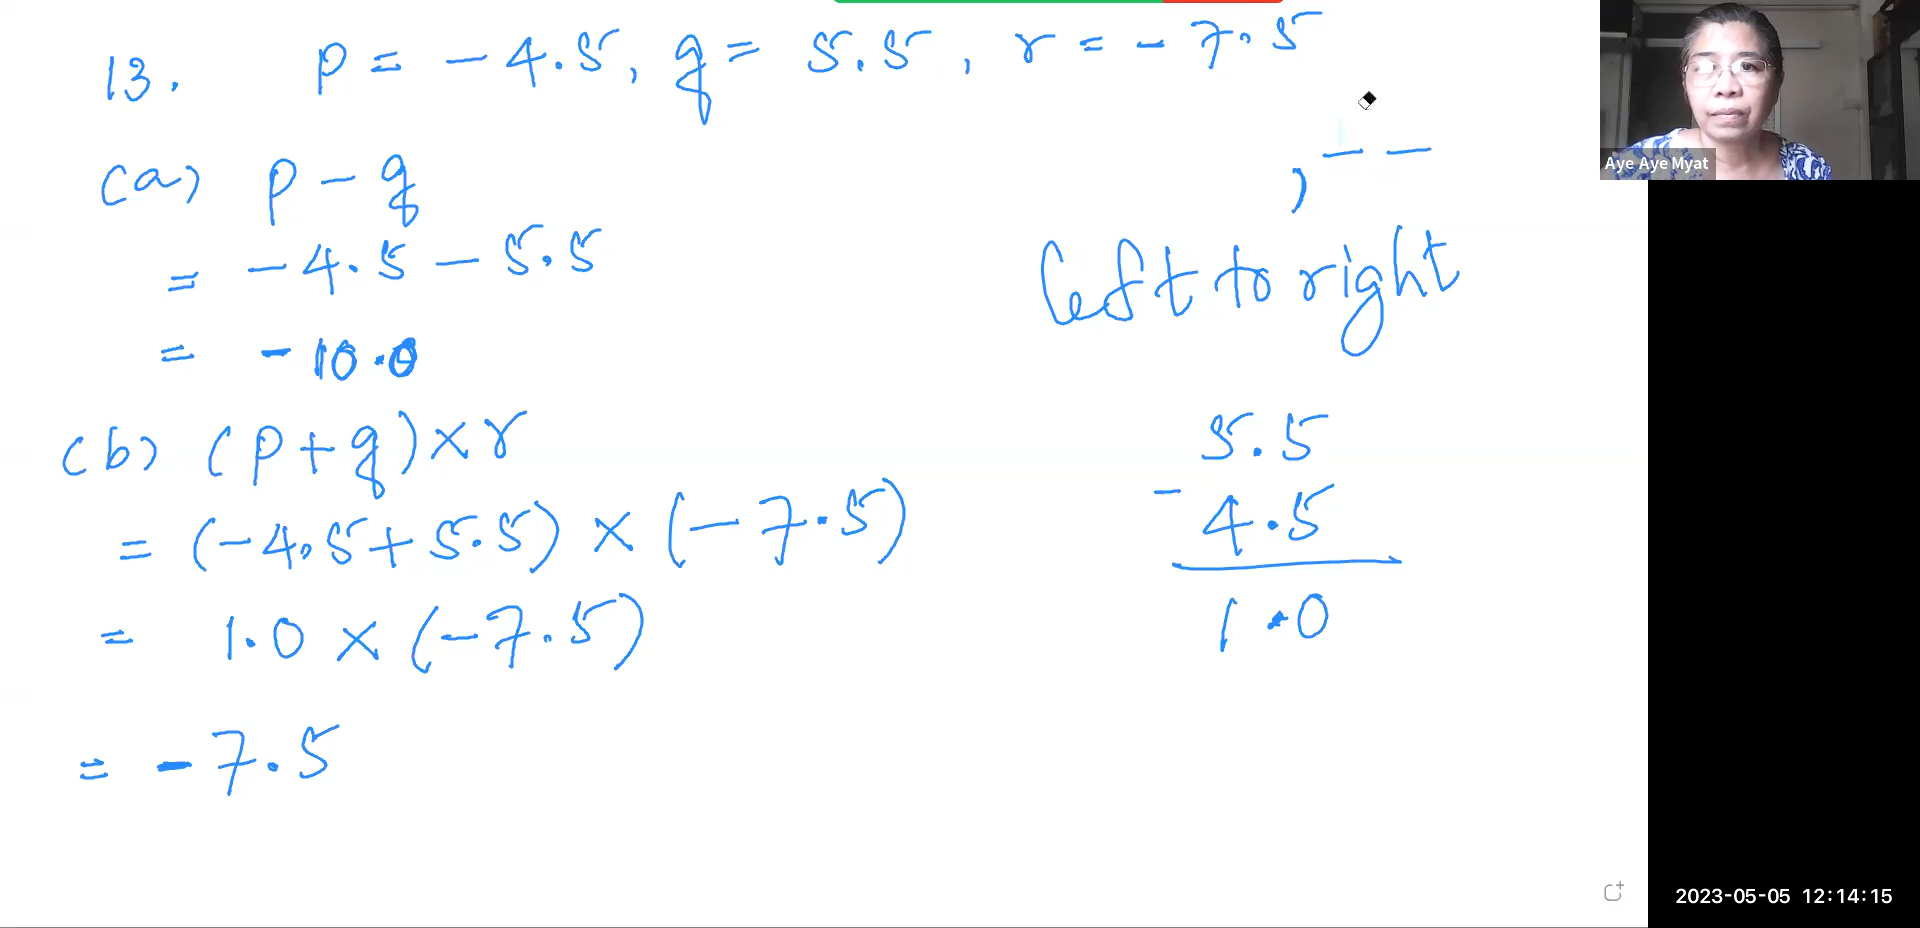 13. p = -4.5, q = 5.5, r = -7.5
(a) p - q
= -4.5 - 5.5
= -10.0
(b) (p + q) × r
= (-4.5 + 5.5) × (-7.5)
= 1.0 × (-7.5)
= -7.5
, — —
left to right
5.5
- 4.5
1.0
Aye Aye Myat
2023-05-05 12:14:15